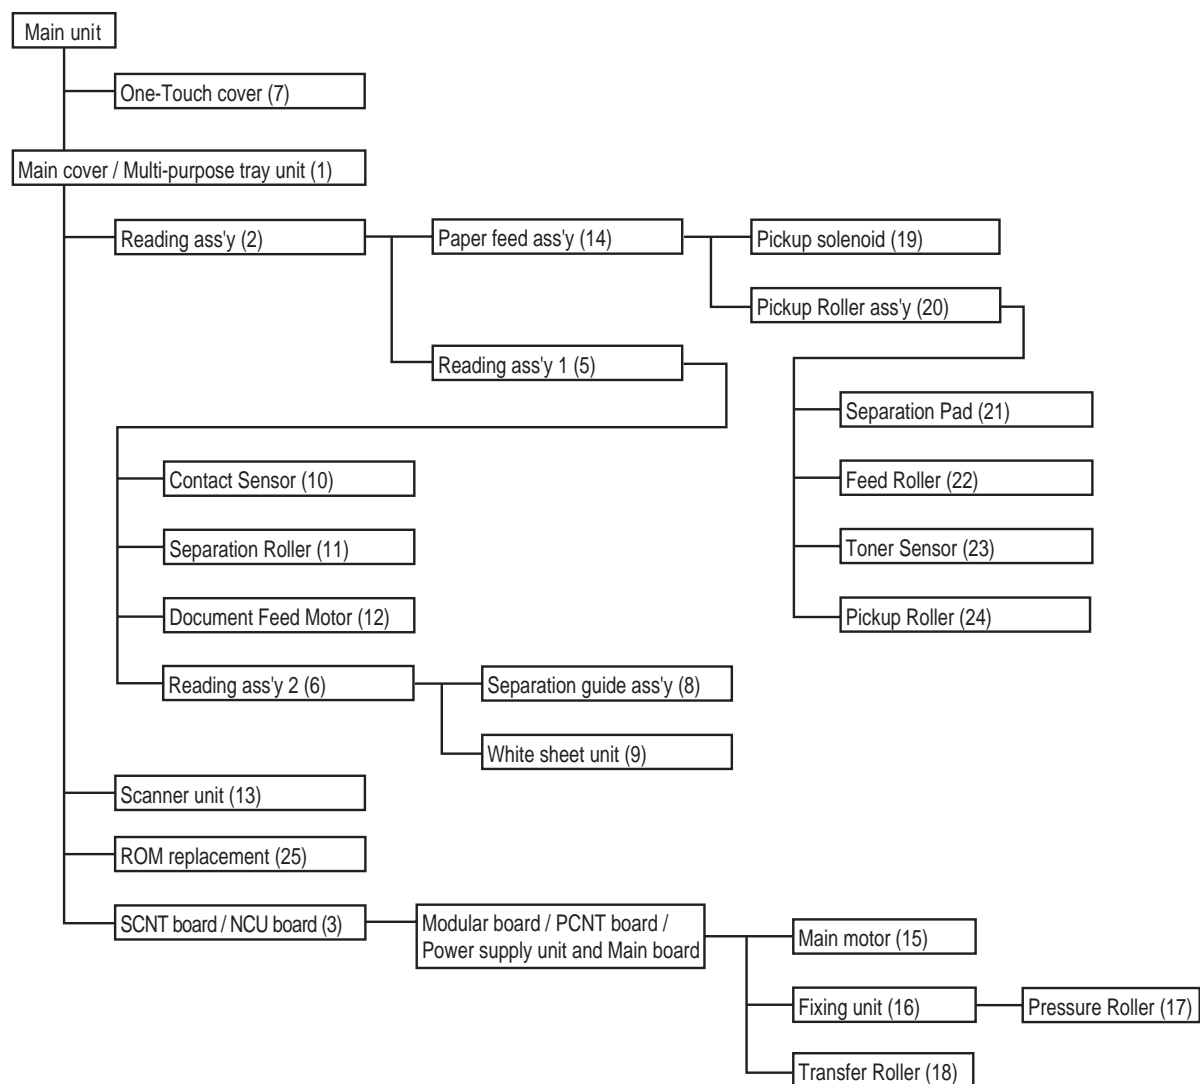 Main unit
One-Touch cover (7)
Main cover / Multi-purpose tray unit (1)
Reading ass'y (2)
Paper feed ass'y (14)
Pickup solenoid (19)
Pickup Roller ass'y (20)
Reading ass'y 1 (5)
Separation Pad (21)
Feed Roller (22)
Toner Sensor (23)
Pickup Roller (24)
Contact Sensor (10)
Separation Roller (11)
Document Feed Motor (12)
Reading ass'y 2 (6)
Separation guide ass'y (8)
White sheet unit (9)
Scanner unit (13)
ROM replacement (25)
SCNT board / NCU board (3)
Modular board / PCNT board /
Power supply unit and Main board
Main motor (15)
Fixing unit (16)
Pressure Roller (17)
Transfer Roller (18)